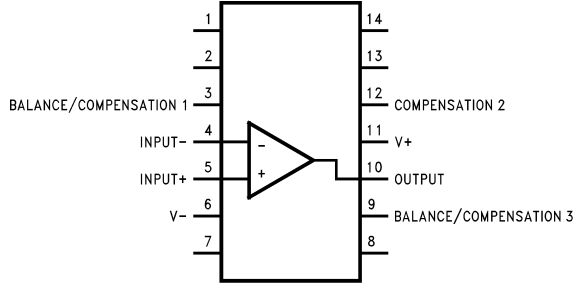 1 14
2 13
BALANCE/COMPENSATION 1 3 12 COMPENSATION 2
INPUT- 4 11 V+
-
INPUT+ 5 + 10 OUTPUT
V- 6 9 BALANCE/COMPENSATION 3
7 8